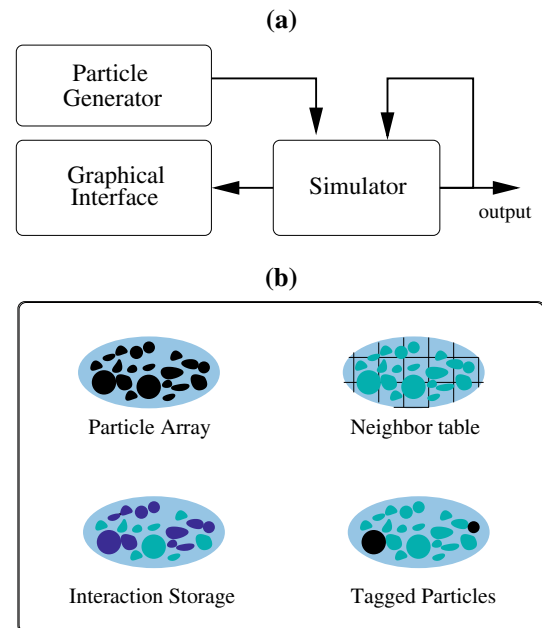 (a)
Particle
Generator
Graphical
Interface
Simulator
output
(b)
Particle Array
Neighbor table
Interaction Storage
Tagged Particles